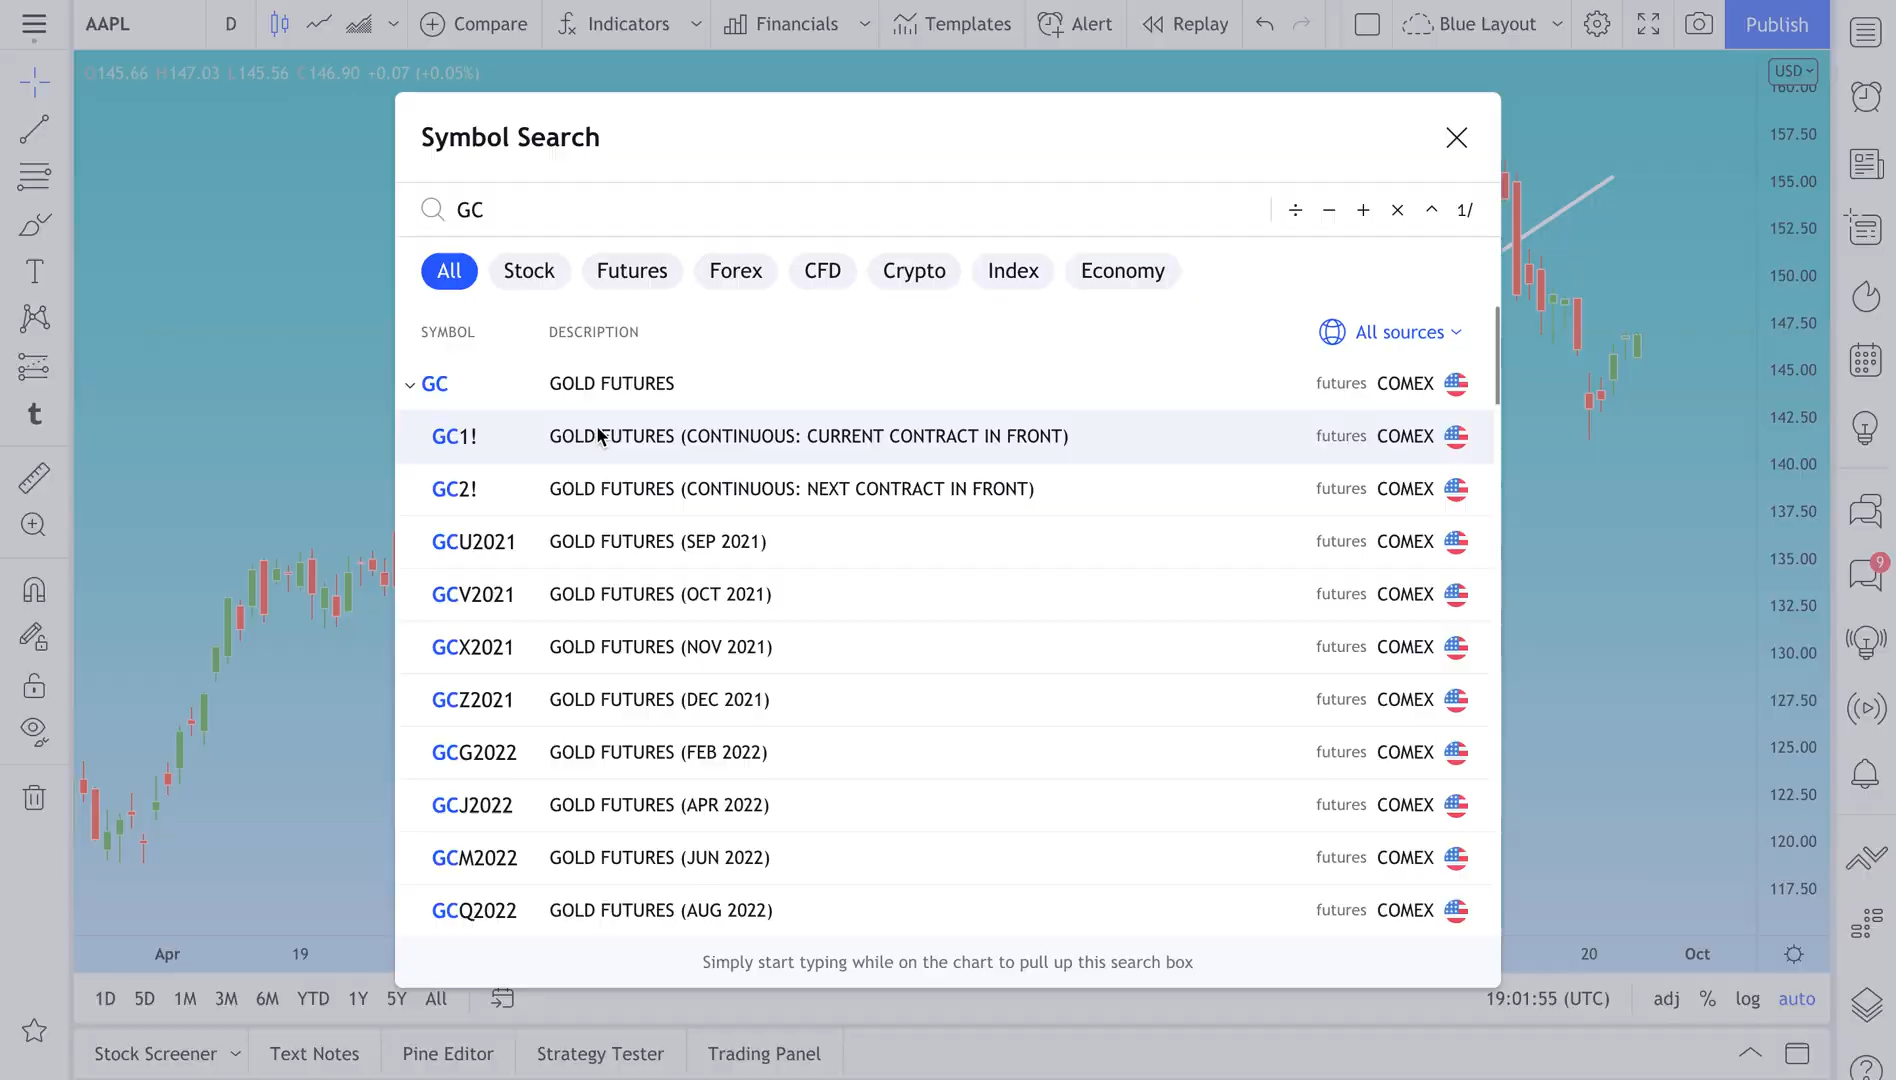 AAPL D Compare Indicators Financials Templates Alert Replay Blue Layout Publish
O145.66 H147.03 L145.56 C146.90 +0.07 (+0.05%)
USD
160.00
157.50
155.00
152.50
150.00
147.50
145.00
142.50
140.00
137.50
135.00
132.50
130.00
127.50
125.00
122.50
120.00
117.50
9
t
Symbol Search
GC ÷ − + × ^ 1/
All Stock Futures Forex CFD Crypto Index Economy
SYMBOL DESCRIPTION All sources
GC GOLD FUTURES futures COMEX
GC1! GOLD FUTURES (CONTINUOUS: CURRENT CONTRACT IN FRONT) futures COMEX
GC2! GOLD FUTURES (CONTINUOUS: NEXT CONTRACT IN FRONT) futures COMEX
GCU2021 GOLD FUTURES (SEP 2021) futures COMEX
GCV2021 GOLD FUTURES (OCT 2021) futures COMEX
GCX2021 GOLD FUTURES (NOV 2021) futures COMEX
GCZ2021 GOLD FUTURES (DEC 2021) futures COMEX
GCG2022 GOLD FUTURES (FEB 2022) futures COMEX
GCJ2022 GOLD FUTURES (APR 2022) futures COMEX
GCM2022 GOLD FUTURES (JUN 2022) futures COMEX
GCQ2022 GOLD FUTURES (AUG 2022) futures COMEX
Simply start typing while on the chart to pull up this search box
Apr 19 20 Oct
1D 5D 1M 3M 6M YTD 1Y 5Y All 19:01:55 (UTC) adj % log auto
Stock Screener Text Notes Pine Editor Strategy Tester Trading Panel